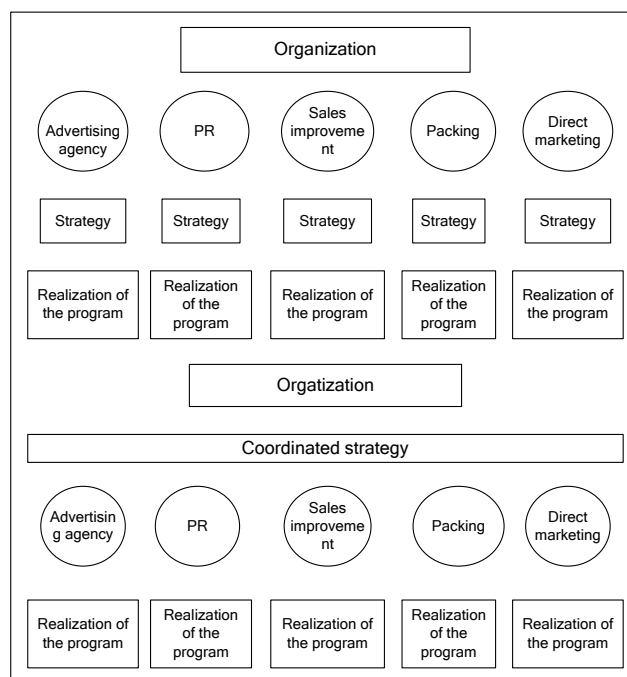 Organization
Advertising
agency
PR
Sales
improveme
nt
Packing
Direct
marketing
Strategy
Strategy
Strategy
Strategy
Strategy
Realization of
the program
Realization
of the
program
Realization of
the program
Realization
of the
program
Realization of
the program
Orgatization
Coordinated strategy
Advertisin
g agency
PR
Sales
improveme
nt
Packing
Direct
marketing
Realization of
the program
Realization
of the
program
Realization of
the program
Realization
of the
program
Realization of
the program